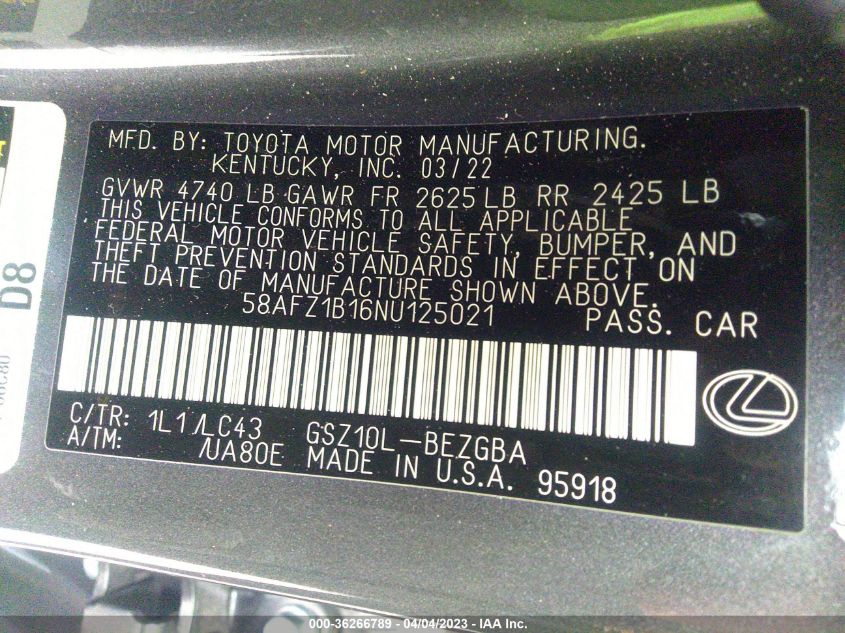 MFD. BY: TOYOTA MOTOR MANUFACTURING.
KENTUCKY, INC. 03/22
GVWR 4740 LB GAWR FR 2625 LB RR 2425 LB
THIS VEHICLE CONFORMS TO ALL APPLICABLE
FEDERAL MOTOR VEHICLE SAFETY, BUMPER, AND
THEFT PREVENTION STANDARDS IN EFFECT ON
THE DATE OF MANUFACTURE SHOWN ABOVE.
58AFZ1B16NU125021 PASS. CAR
C/TR: 1L1/LC43 GSZ10L-BEZGBA
A/TM: /UA80E MADE IN U.S.A. 95918
D8
000-36266789 - 04/04/2023 - IAA Inc.